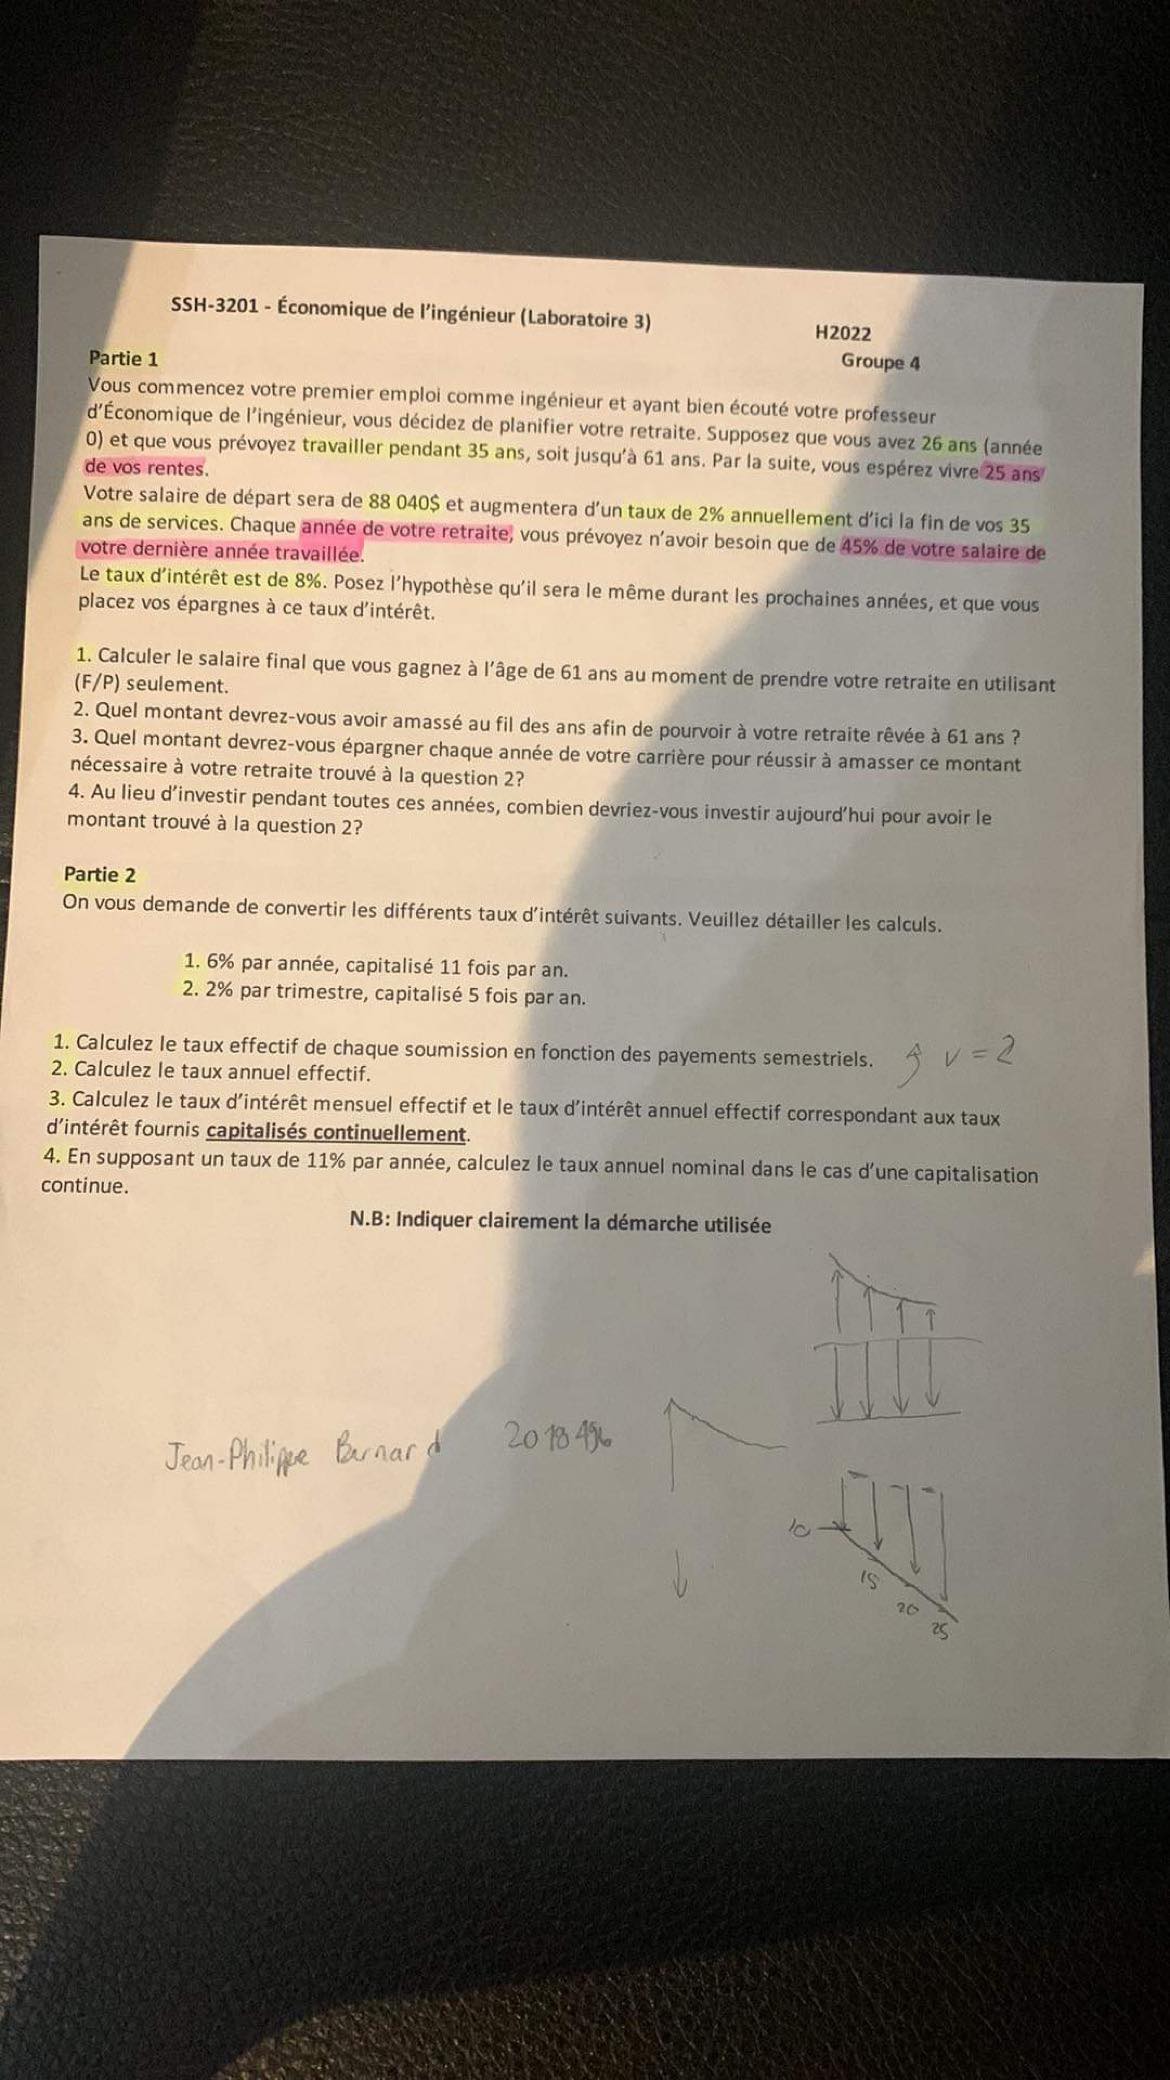 SSH-3201 - Économique de l'ingénieur (Laboratoire 3)
H2022
Groupe 4
Partie 1
Vous commencez votre premier emploi comme ingénieur et ayant bien écouté votre professeur
d'Économique de l'ingénieur, vous décidez de planifier votre retraite. Supposez que vous avez 26 ans (année
0) et que vous prévoyez travailler pendant 35 ans, soit jusqu'à 61 ans. Par la suite, vous espérez vivre 25 ans
de vos rentes.
Votre salaire de départ sera de 88 040$ et augmentera d'un taux de 2% annuellement d'ici la fin de vos 35
ans de services. Chaque année de votre retraite, vous prévoyez n'avoir besoin que de 45% de votre salaire de
votre dernière année travaillée.
Le taux d'intérêt est de 8%. Posez l'hypothèse qu'il sera le même durant les prochaines années, et que vous
placez vos épargnes à ce taux d'intérêt.
1. Calculer le salaire final que vous gagnez à l'âge de 61 ans au moment de prendre votre retraite en utilisant
(F/P) seulement.
2. Quel montant devrez-vous avoir amassé au fil des ans afin de pourvoir à votre retraite rêvée à 61 ans ?
3. Quel montant devrez-vous épargner chaque année de votre carrière pour réussir à amasser ce montant
nécessaire à votre retraite trouvé à la question 2?
4. Au lieu d'investir pendant toutes ces années, combien devriez-vous investir aujourd'hui pour avoir le
montant trouvé à la question 2?
Partie 2
On vous demande de convertir les différents taux d'intérêt suivants. Veuillez détailler les calculs.
1. 6% par année, capitalisé 11 fois par an.
2. 2% par trimestre, capitalisé 5 fois par an.
1. Calculez le taux effectif de chaque soumission en fonction des payements semestriels.
v = 2
2. Calculez le taux annuel effectif.
3. Calculez le taux d'intérêt mensuel effectif et le taux d'intérêt annuel effectif correspondant aux taux
d'intérêt fournis capitalisés continuellement.
4. En supposant un taux de 11% par année, calculez le taux annuel nominal dans le cas d'une capitalisation
continue.
N.B: Indiquer clairement la démarche utilisée
Jean-Philippe
10
15
20
25